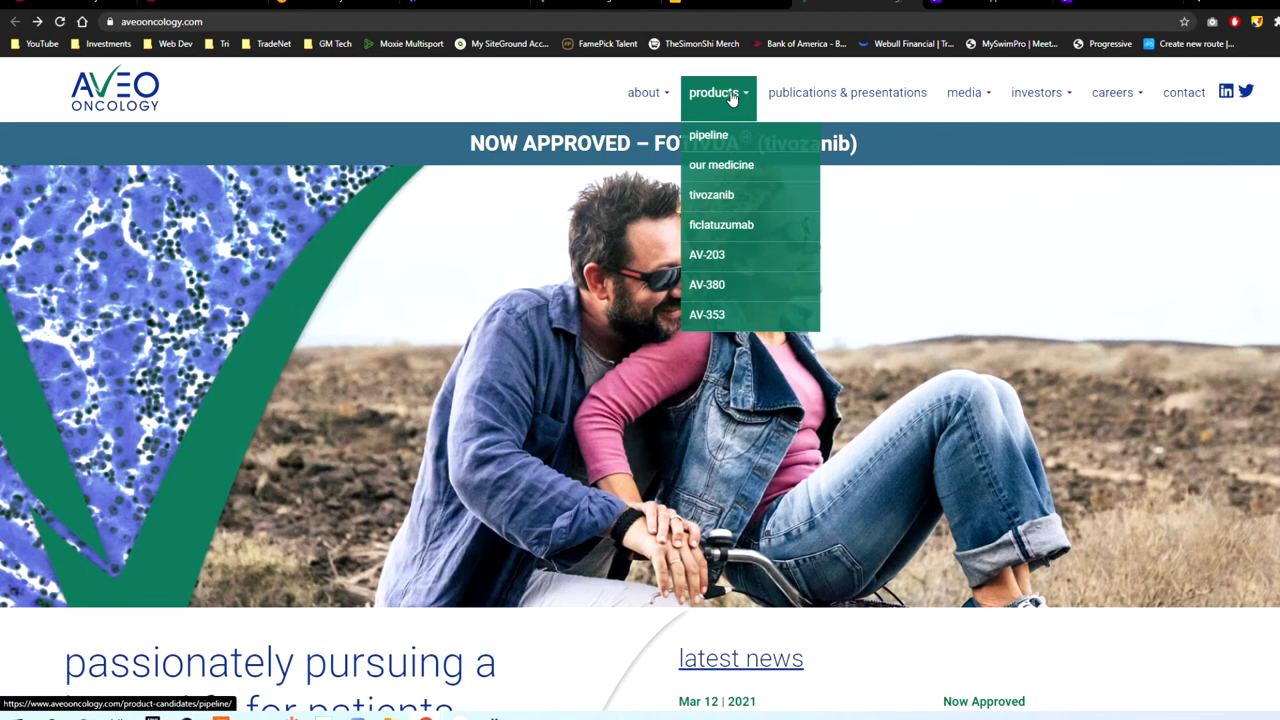 aveooncology.com
YouTube Investments Web Dev Tri TradeNet GM Tech Moxie Multisport My SiteGround Acc... FamePick Talent TheSimonShi Merch Bank of America - B... Webull Financial | Tr... MySwimPro | Meet... Progressive Create new route |...
AVEO
ONCOLOGY
about products publications & presentations media investors careers contact
NOW APPROVED – FOTIVDA® (tivozanib)
pipeline
our medicine
tivozanib
ficlatuzumab
AV-203
AV-380
AV-353
passionately pursuing a
for patients
latest news
Mar 12 | 2021 Now Approved
https://www.aveooncology.com/product-candidates/pipeline/